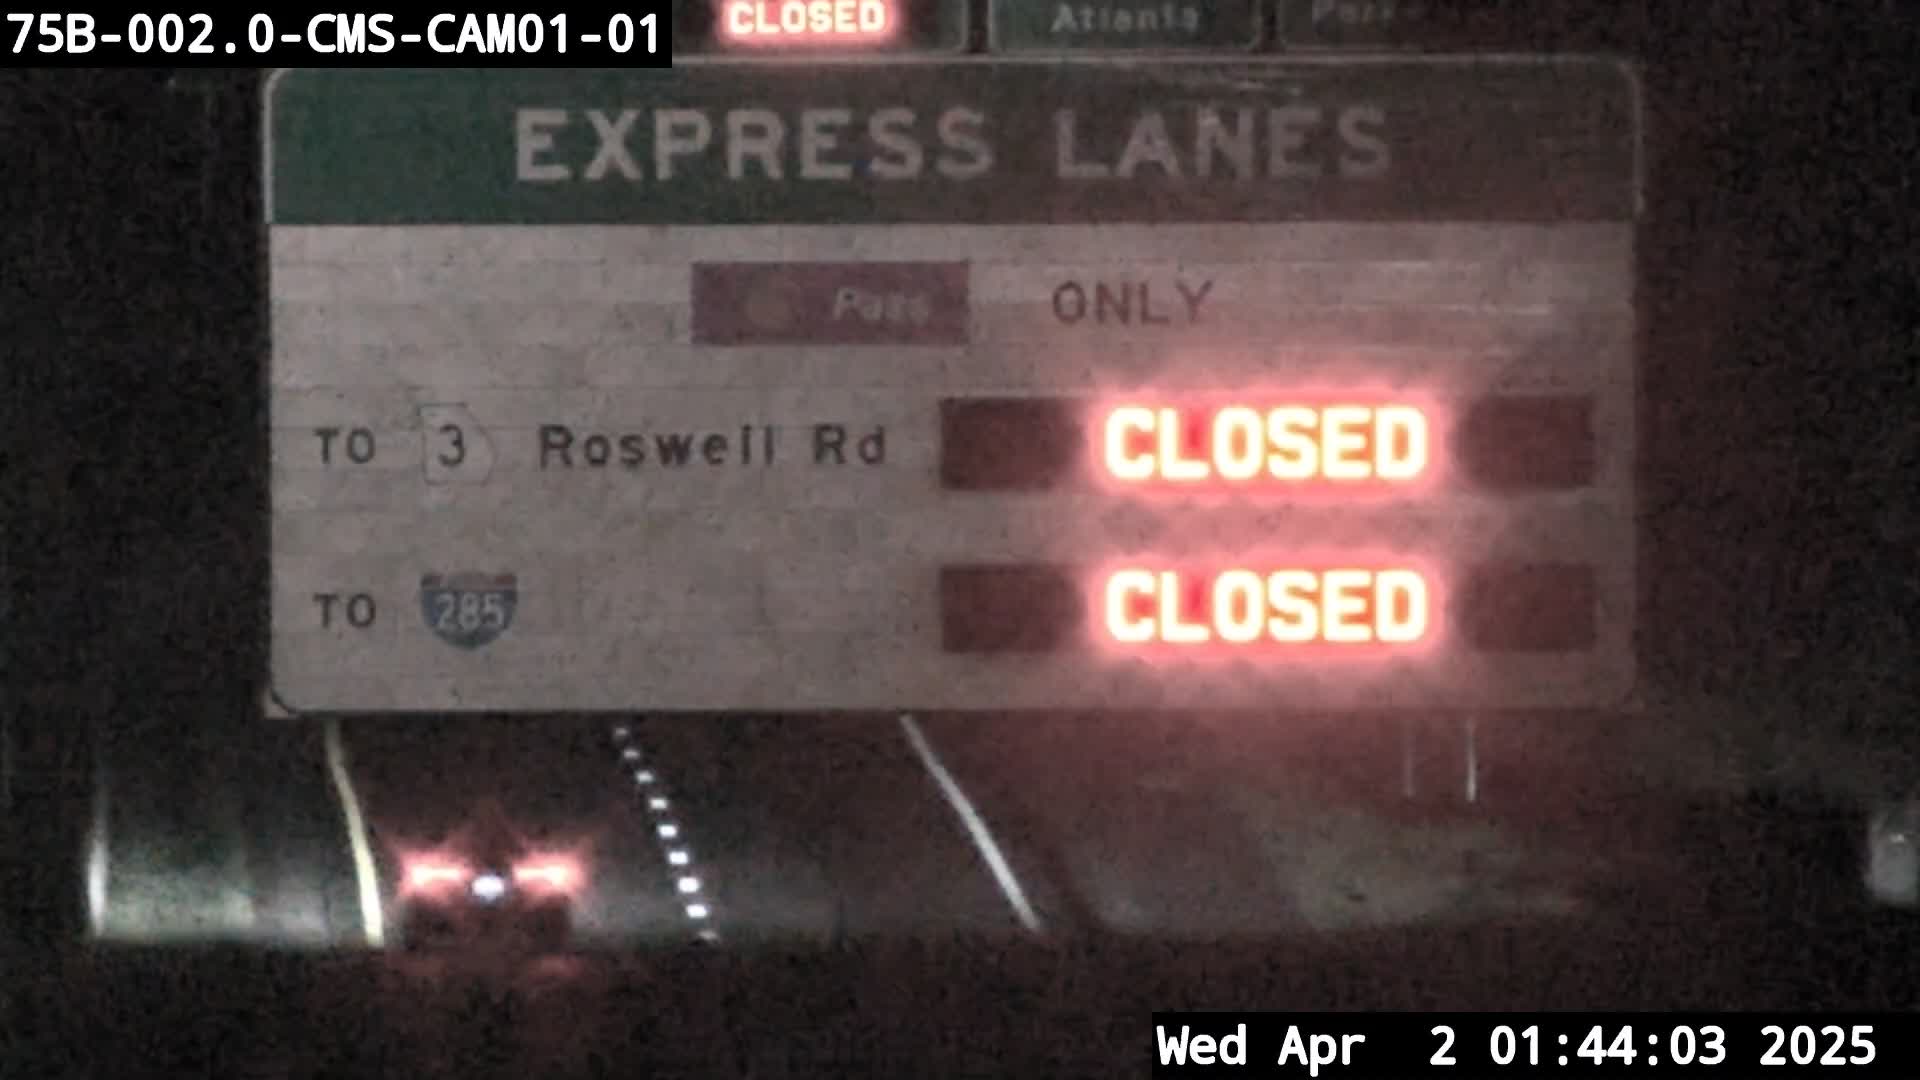 75B-002.0-CMS-CAM01-01
CLOSED
Atlanta
EXPRESS LANES
Pass ONLY
TO 3 Roswell Rd CLOSED
TO 285 CLOSED
Wed Apr 2 01:44:03 2025